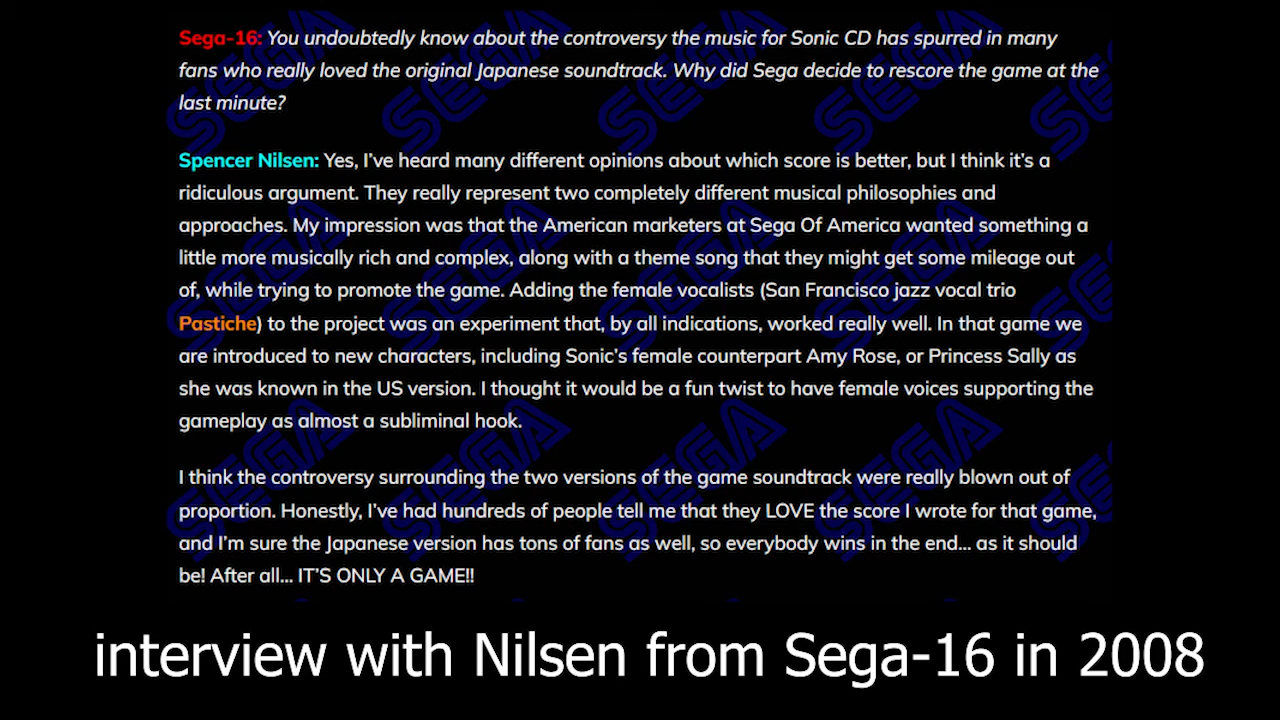 Sega-16: You undoubtedly know about the controversy the music for Sonic CD has spurred in many
fans who really loved the original Japanese soundtrack. Why did Sega decide to rescore the game at the
last minute?
Spencer Nilsen: Yes, I've heard many different opinions about which score is better, but I think it's a
ridiculous argument. They really represent two completely different musical philosophies and
approaches. My impression was that the American marketers at Sega Of America wanted something a
little more musically rich and complex, along with a theme song that they might get some mileage out
of, while trying to promote the game. Adding the female vocalists (San Francisco jazz vocal trio
Pastiche) to the project was an experiment that, by all indications, worked really well. In that game we
are introduced to new characters, including Sonic's female counterpart Amy Rose, or Princess Sally as
she was known in the US version. I thought it would be a fun twist to have female voices supporting the
gameplay as almost a subliminal hook.
I think the controversy surrounding the two versions of the game soundtrack were really blown out of
proportion. Honestly, I've had hundreds of people tell me that they LOVE the score I wrote for that game,
and I'm sure the Japanese version has tons of fans as well, so everybody wins in the end... as it should
be! After all... IT'S ONLY A GAME!!
interview with Nilsen from Sega-16 in 2008